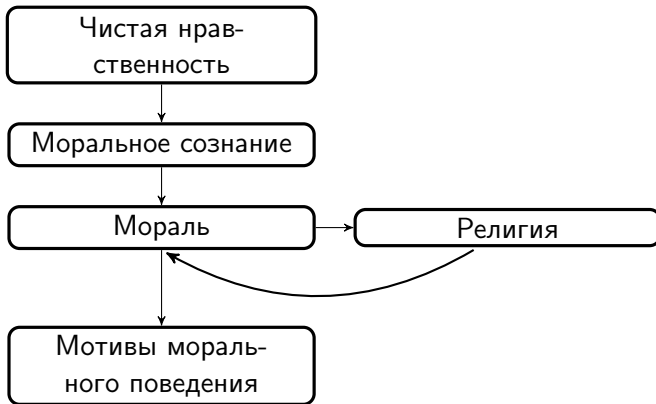 Чистая нрав-
ственность
Моральное сознание
Мораль
Религия
Мотивы мораль-
ного поведения